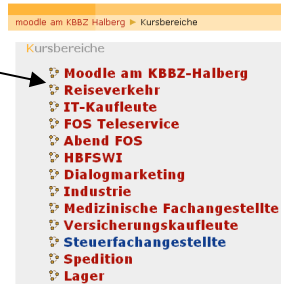 moodle am KBBZ Halberg ► Kursbereiche
Kursbereiche
Moodle am KBBZ-Halberg
Reiseverkehr
IT-Kaufleute
FOS Teleservice
Abend FOS
HBFSWI
Dialogmarketing
Industrie
Medizinische Fachangestellte
Versicherungskaufleute
Steuerfachangestellte
Spedition
Lager